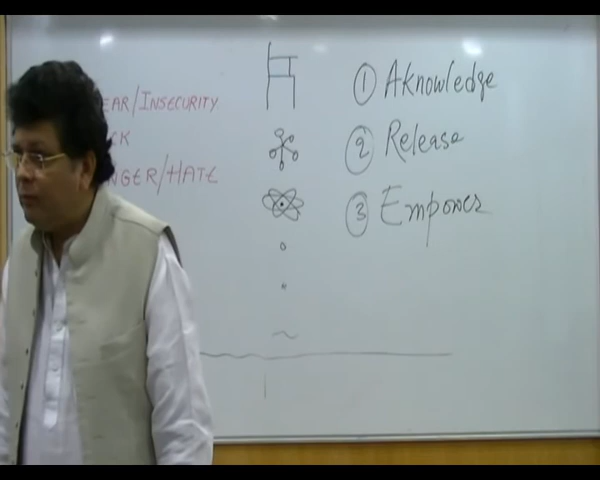 EAR/INSECURITY
CK
NGER/HATE
① Aknowledge
② Release
③ Empower